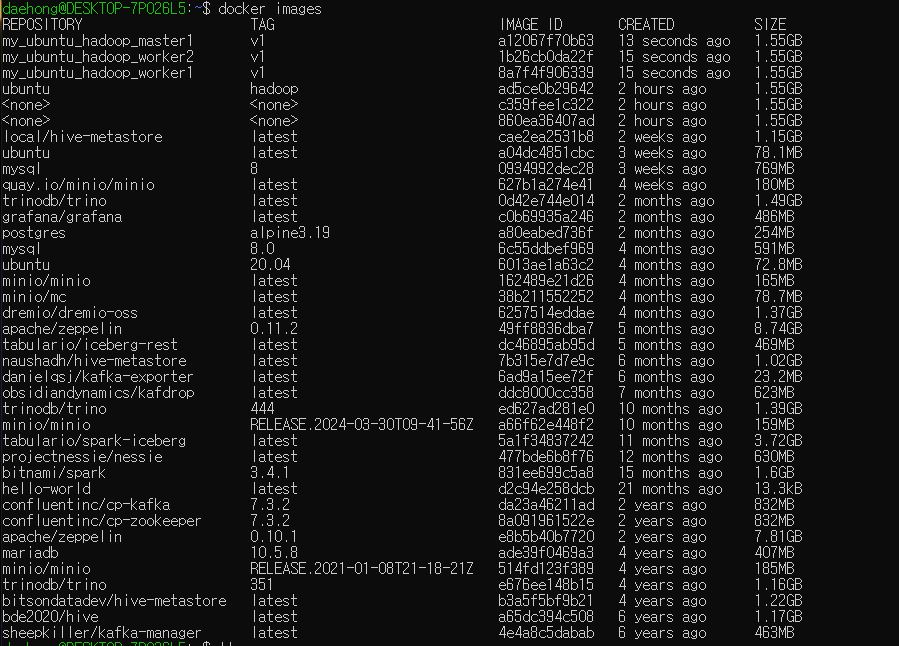 daehong@DESKTOP-7PO26L5:~$ docker images
REPOSITORY TAG IMAGE ID CREATED SIZE
my_ubuntu_hadoop_master1 v1 a12067f70b63 13 seconds ago 1.55GB
my_ubuntu_hadoop_worker2 v1 1b26cb0da22f 15 seconds ago 1.55GB
my_ubuntu_hadoop_worker1 v1 8a7f4f906339 15 seconds ago 1.55GB
ubuntu hadoop ad5ce0b29642 2 hours ago 1.55GB
<none> <none> c359fee1c322 2 hours ago 1.55GB
<none> <none> 860ea36407ad 2 hours ago 1.55GB
local/hive-metastore latest cae2ea2531b8 2 weeks ago 1.15GB
ubuntu latest a04dc4851cbc 3 weeks ago 78.1MB
mysql 8 0934992dec28 3 weeks ago 769MB
quay.io/minio/minio latest 627b1a274e41 4 weeks ago 180MB
trinodb/trino latest 0d42e744e014 2 months ago 1.49GB
grafana/grafana latest c0b69935a246 2 months ago 486MB
postgres alpine3.19 a80eabed736f 2 months ago 254MB
mysql 8.0 6c55ddbef969 4 months ago 591MB
ubuntu 20.04 6013ae1a63c2 4 months ago 72.8MB
minio/minio latest 162489e21d26 4 months ago 165MB
minio/mc latest 38b211552252 4 months ago 78.7MB
dremio/dremio-oss latest 6257514eddae 4 months ago 1.37GB
apache/zeppelin 0.11.2 49ff8836dba7 5 months ago 8.74GB
tabulario/iceberg-rest latest dc46895ab95d 5 months ago 469MB
naushadh/hive-metastore latest 7b315e7d7e9c 6 months ago 1.02GB
danielqsj/kafka-exporter latest 6ad9a15ee72f 6 months ago 23.2MB
obsidiandynamics/kafdrop latest ddc8000cc358 7 months ago 623MB
trinodb/trino 444 ed627ad281e0 10 months ago 1.39GB
minio/minio RELEASE.2024-03-30T09-41-56Z a66f62e448f2 10 months ago 159MB
tabulario/spark-iceberg latest 5a1f34837242 11 months ago 3.72GB
projectnessie/nessie latest 477bde6b8f76 12 months ago 630MB
bitnami/spark 3.4.1 831ee699c5a8 15 months ago 1.6GB
hello-world latest d2c94e258dcb 21 months ago 13.3kB
confluentinc/cp-kafka 7.3.2 da23a46211ad 2 years ago 832MB
confluentinc/cp-zookeeper 7.3.2 8a091961522e 2 years ago 832MB
apache/zeppelin 0.10.1 e8b5b40b7720 2 years ago 7.81GB
mariadb 10.5.8 ade39f0469a3 4 years ago 407MB
minio/minio RELEASE.2021-01-08T21-18-21Z 514fd123f389 4 years ago 185MB
trinodb/trino 351 e676ee148b15 4 years ago 1.16GB
bitsondatadev/hive-metastore latest b3a5f5bf9b21 4 years ago 1.22GB
bde2020/hive latest a65dc394c508 6 years ago 1.17GB
sheepkiller/kafka-manager latest 4e4a8c5dabab 6 years ago 463MB